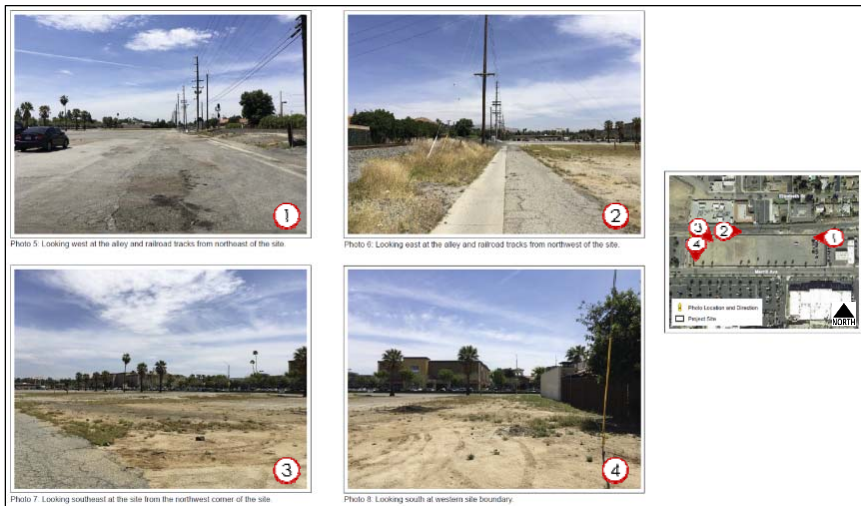 1
2
Photo 5: Looking west at the alley and railroad tracks from northeast of the site.
Photo 6: Looking east at the alley and railroad tracks from northwest of the site.
3
2
1
4
Merrill Ave
Photo Location and Direction
Project Site
NORTH
3
4
Photo 7: Looking southeast at the site from the northwest corner of the site
Photo 8: Looking south at western site boundary.